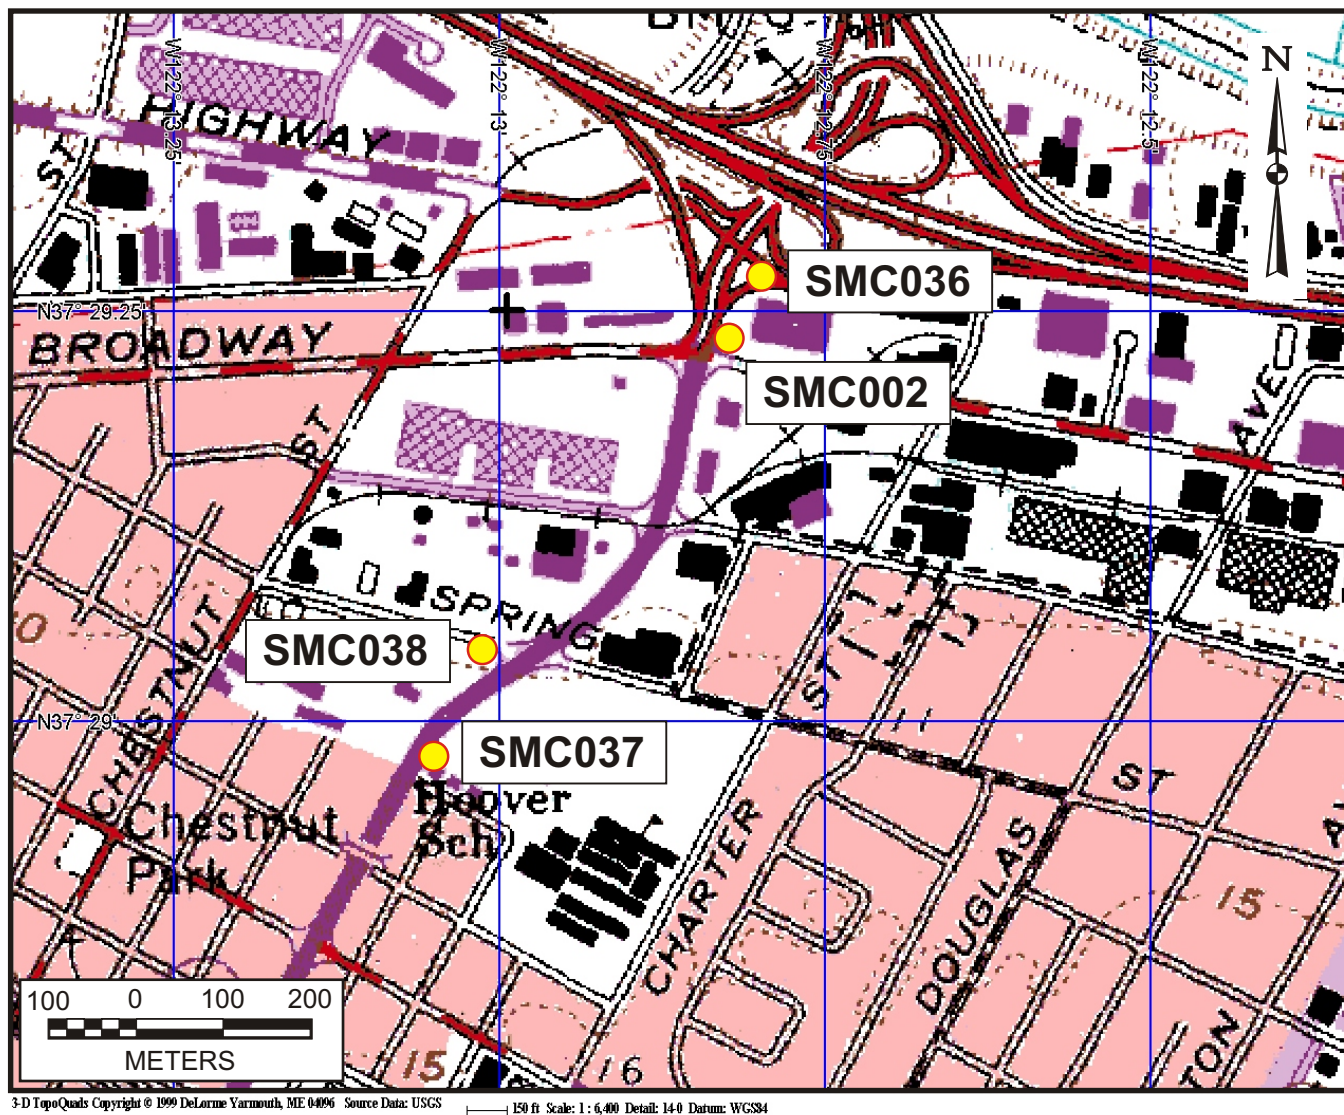 W122° 13.25'
W122° 13'
W122° 12.75'
W122° 12.5'
N
HIGHWAY
ST
SMC036
N37° 29.25'
BROADWAY
SMC002
AVE
ST
SPRING
SMC038
ST
CHESTNUT
N37° 29'
SMC037
ST
Hoover
Sch
Chestnut
Park
CHARTER
DOUGLAS
15
100 0 100 200
METERS
15
16
TON
3-D TopoQuads Copyright © 1999 DeLorme Yarmouth, ME 04096 Source Data: USGS
150 ft Scale: 1 : 6,400 Detail: 14-0 Datum: WGS84